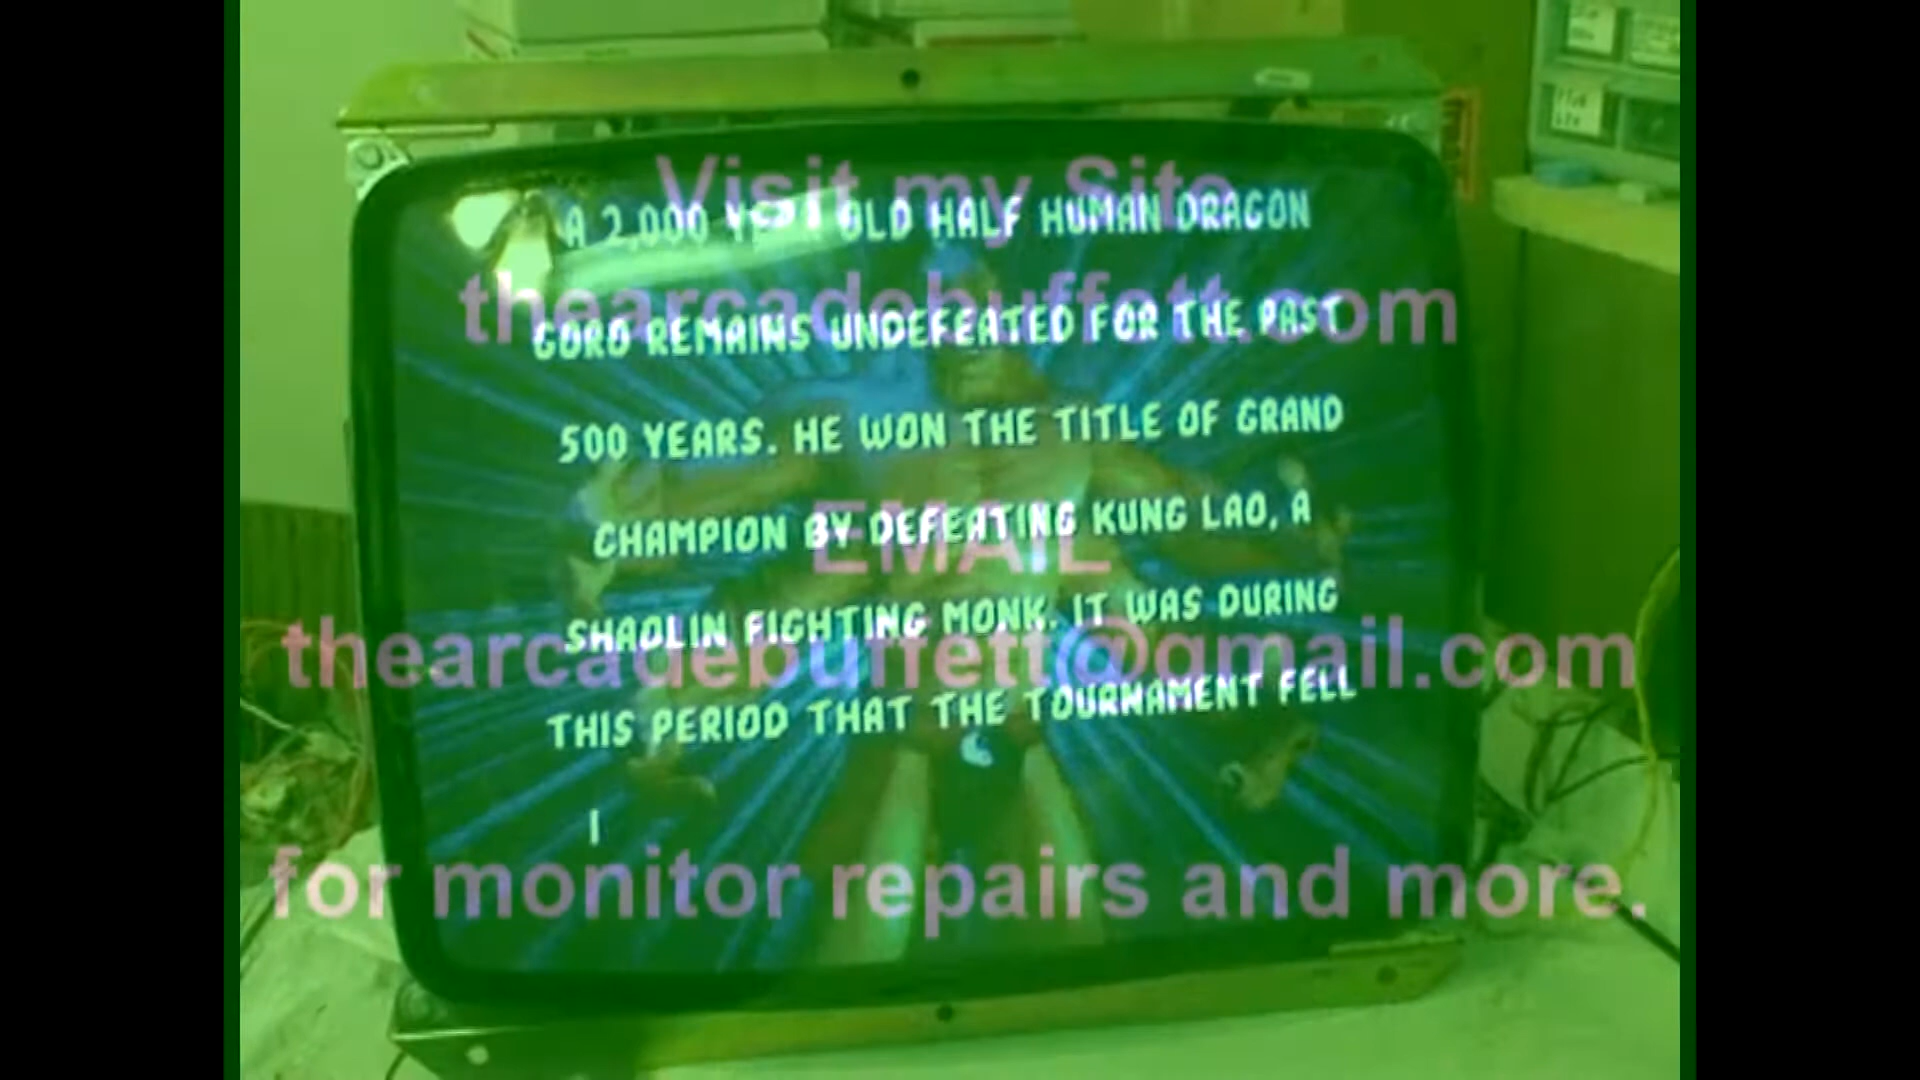 Visit my Site
A 2,000 YEAR OLD HALF HUMAN DRAGON
thearcadebuffett.com
GORO REMAINS UNDEFEATED FOR THE PAST
500 YEARS. HE WON THE TITLE OF GRAND
CHAMPION BY DEFEATING KUNG LAO, A
EMAIL
SHAOLIN FIGHTING MONK. IT WAS DURING
thearcadebuffett@gmail.com
THIS PERIOD THAT THE TOURNAMENT FELL
I
for monitor repairs and more.